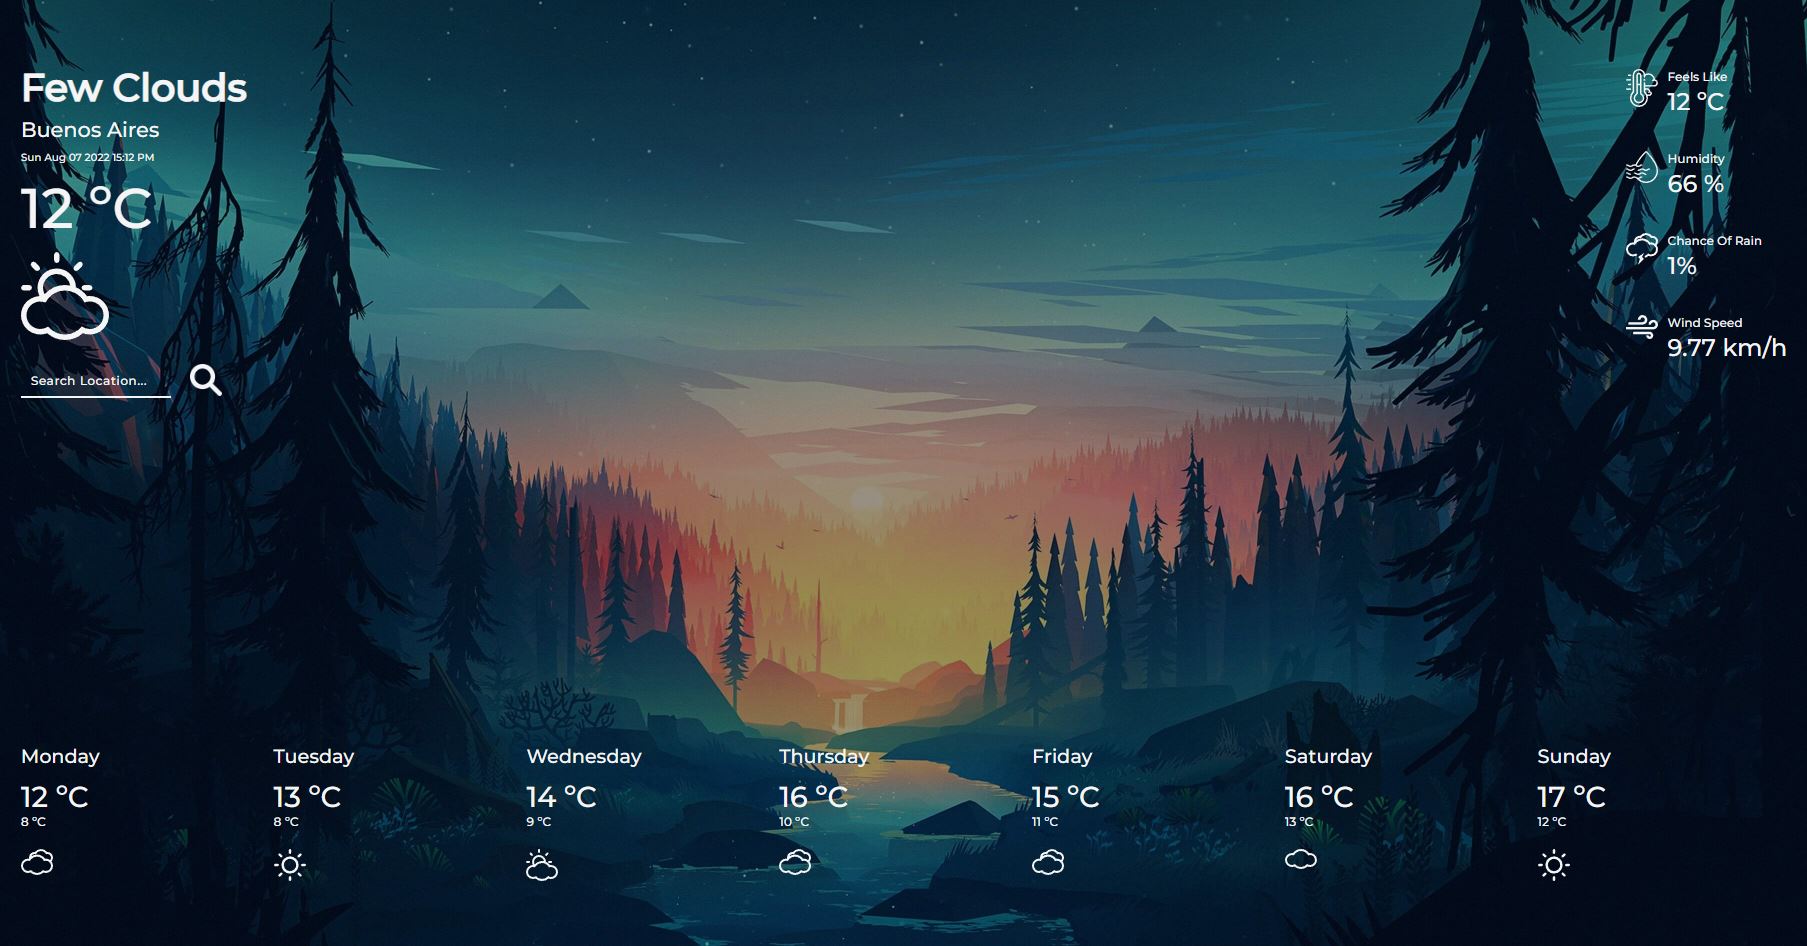 Few Clouds
Buenos Aires
Sun Aug 07 2022 15:12 PM
12 °C
Search Location...
Feels Like
12 °C
Humidity
66 %
Chance Of Rain
1%
Wind Speed
9.77 km/h
Monday
12 °C
8 °C
Tuesday
13 °C
8 °C
Wednesday
14 °C
9 °C
Thursday
16 °C
10 °C
Friday
15 °C
11 °C
Saturday
16 °C
13 °C
Sunday
17 °C
12 °C